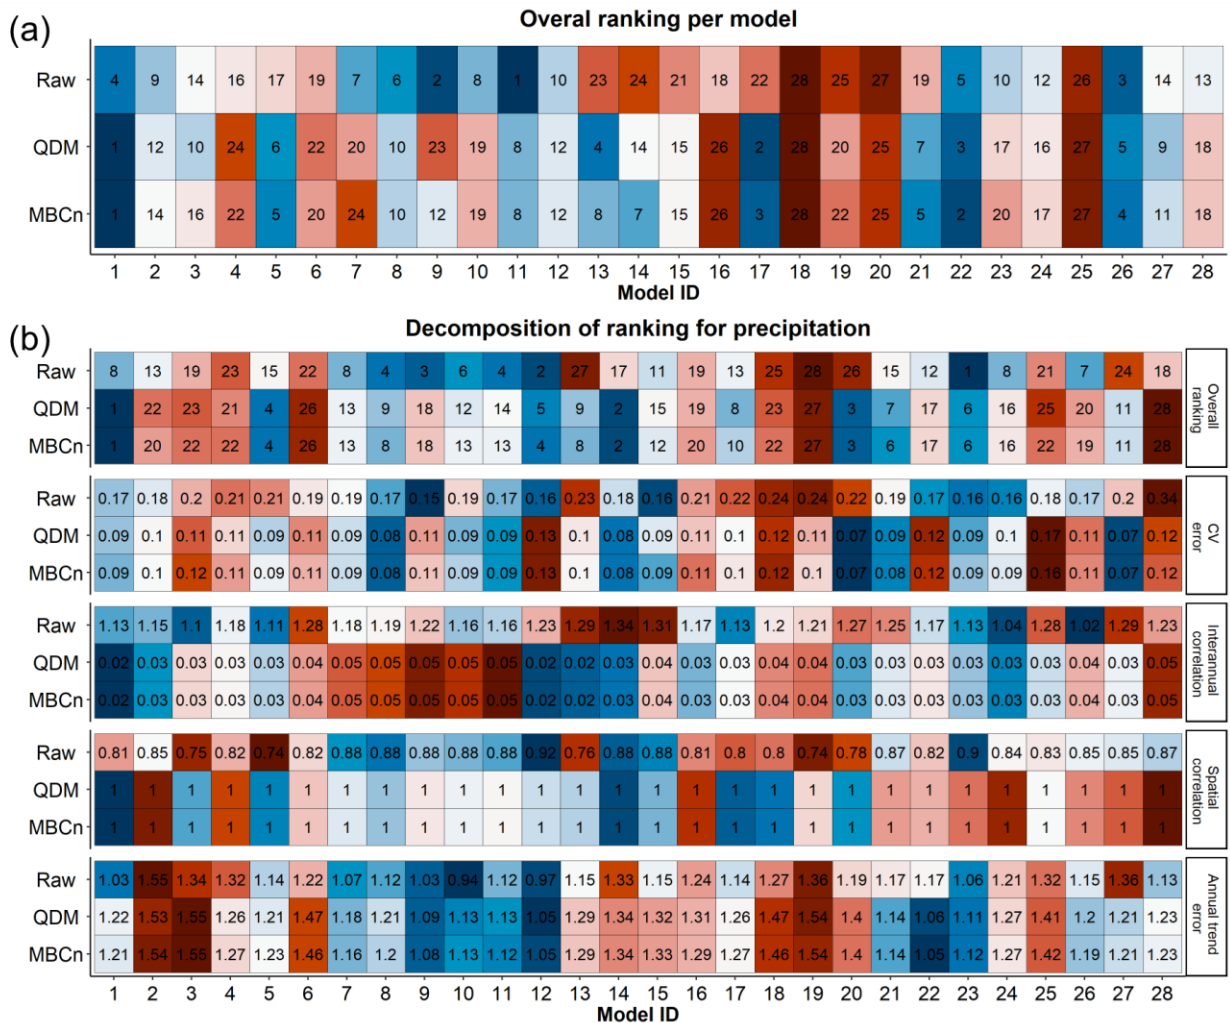 (a)
Overal ranking per model
Raw 4 9 14 16 17 19 7 6 2 8 1 10 23 24 21 18 22 28 25 27 19 5 10 12 26 3 14 13
QDM 1 12 10 24 6 22 20 10 23 19 8 12 4 14 15 26 2 28 20 25 7 3 17 16 27 5 9 18
MBCn 1 14 16 22 5 20 24 10 12 19 8 12 8 7 15 26 3 28 22 25 5 2 20 17 27 4 11 18
1 2 3 4 5 6 7 8 9 10 11 12 13 14 15 16 17 18 19 20 21 22 23 24 25 26 27 28
Model ID
(b)
Decomposition of ranking for precipitation
Overall
ranking
Raw 8 13 19 23 15 22 8 4 3 6 4 2 27 17 11 19 13 25 28 26 15 12 1 8 21 7 24 18
QDM 1 22 23 21 4 26 13 9 18 12 14 5 9 2 15 19 8 23 27 3 7 17 6 16 25 20 11 28
MBCn 1 20 22 22 4 26 13 8 18 13 13 4 8 2 12 20 10 22 27 3 6 17 6 16 22 19 11 28
CV
error
Raw 0.17 0.18 0.2 0.21 0.21 0.19 0.19 0.17 0.15 0.19 0.17 0.16 0.23 0.18 0.16 0.21 0.22 0.24 0.24 0.22 0.19 0.17 0.16 0.16 0.18 0.17 0.2 0.34
QDM 0.09 0.1 0.11 0.11 0.09 0.11 0.09 0.08 0.11 0.09 0.09 0.13 0.1 0.08 0.09 0.11 0.1 0.12 0.11 0.07 0.09 0.12 0.09 0.1 0.17 0.11 0.07 0.12
MBCn 0.09 0.1 0.12 0.11 0.09 0.11 0.09 0.08 0.11 0.09 0.09 0.13 0.1 0.08 0.09 0.11 0.1 0.12 0.1 0.07 0.08 0.12 0.09 0.09 0.16 0.11 0.07 0.12
Interannual
correlation
Raw 1.13 1.15 1.1 1.18 1.11 1.28 1.18 1.19 1.22 1.16 1.16 1.23 1.29 1.34 1.31 1.17 1.13 1.2 1.21 1.27 1.25 1.17 1.13 1.04 1.28 1.02 1.29 1.23
QDM 0.02 0.03 0.03 0.03 0.03 0.04 0.05 0.05 0.05 0.05 0.05 0.02 0.02 0.03 0.04 0.03 0.03 0.04 0.04 0.03 0.03 0.03 0.03 0.03 0.03 0.04 0.03 0.05
MBCn 0.02 0.03 0.03 0.03 0.03 0.04 0.05 0.05 0.05 0.05 0.05 0.02 0.02 0.03 0.04 0.03 0.03 0.04 0.04 0.03 0.03 0.03 0.03 0.03 0.03 0.04 0.03 0.05
Spatial
correlation
Raw 0.81 0.85 0.75 0.82 0.74 0.82 0.88 0.88 0.88 0.88 0.88 0.92 0.76 0.88 0.88 0.81 0.8 0.8 0.74 0.78 0.87 0.82 0.9 0.84 0.83 0.85 0.85 0.87
QDM 1 1 1 1 1 1 1 1 1 1 1 1 1 1 1 1 1 1 1 1 1 1 1 1 1 1 1 1
MBCn 1 1 1 1 1 1 1 1 1 1 1 1 1 1 1 1 1 1 1 1 1 1 1 1 1 1 1 1
Annual trend
error
Raw 1.03 1.55 1.34 1.32 1.14 1.22 1.07 1.12 1.03 0.94 1.12 0.97 1.15 1.33 1.15 1.24 1.14 1.27 1.36 1.19 1.17 1.17 1.06 1.21 1.32 1.15 1.36 1.13
QDM 1.22 1.53 1.55 1.26 1.21 1.47 1.18 1.21 1.09 1.13 1.13 1.05 1.29 1.34 1.32 1.31 1.26 1.47 1.54 1.4 1.14 1.06 1.11 1.27 1.41 1.2 1.21 1.23
MBCn 1.21 1.54 1.55 1.27 1.23 1.46 1.16 1.2 1.08 1.13 1.12 1.05 1.29 1.34 1.33 1.29 1.27 1.46 1.54 1.4 1.14 1.05 1.12 1.27 1.42 1.19 1.21 1.23
1 2 3 4 5 6 7 8 9 10 11 12 13 14 15 16 17 18 19 20 21 22 23 24 25 26 27 28
Model ID